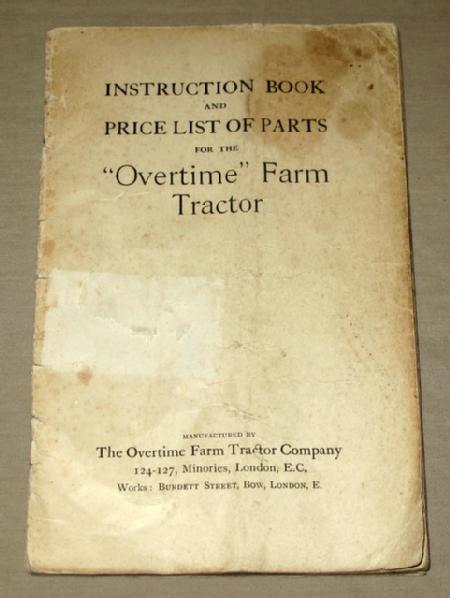 INSTRUCTION BOOK
AND
PRICE LIST OF PARTS
FOR THE
"Overtime" Farm
Tractor
MANUFACTURED BY
The Overtime Farm Tractor Company
124-127, Minories, London, E.C,
Works: BURDETT STREET, BOW, LONDON, E.